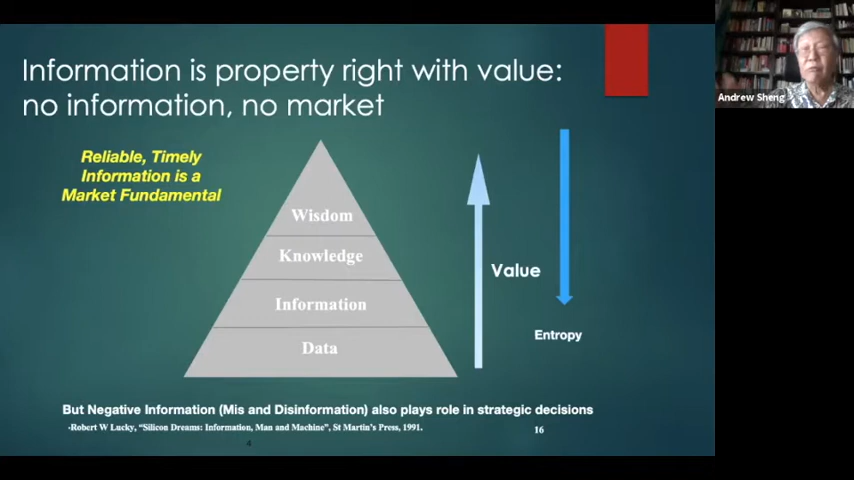 Information is property right with value:
no information, no market
Andrew Sheng
Reliable, Timely
Information is a
Market Fundamental
Wisdom
Knowledge
Information
Data
Value
Entropy
But Negative Information (Mis and Disinformation) also plays role in strategic decisions
-Robert W Lucky, "Silicon Dreams: Information, Man and Machine", St Martin's Press, 1991.
16
4